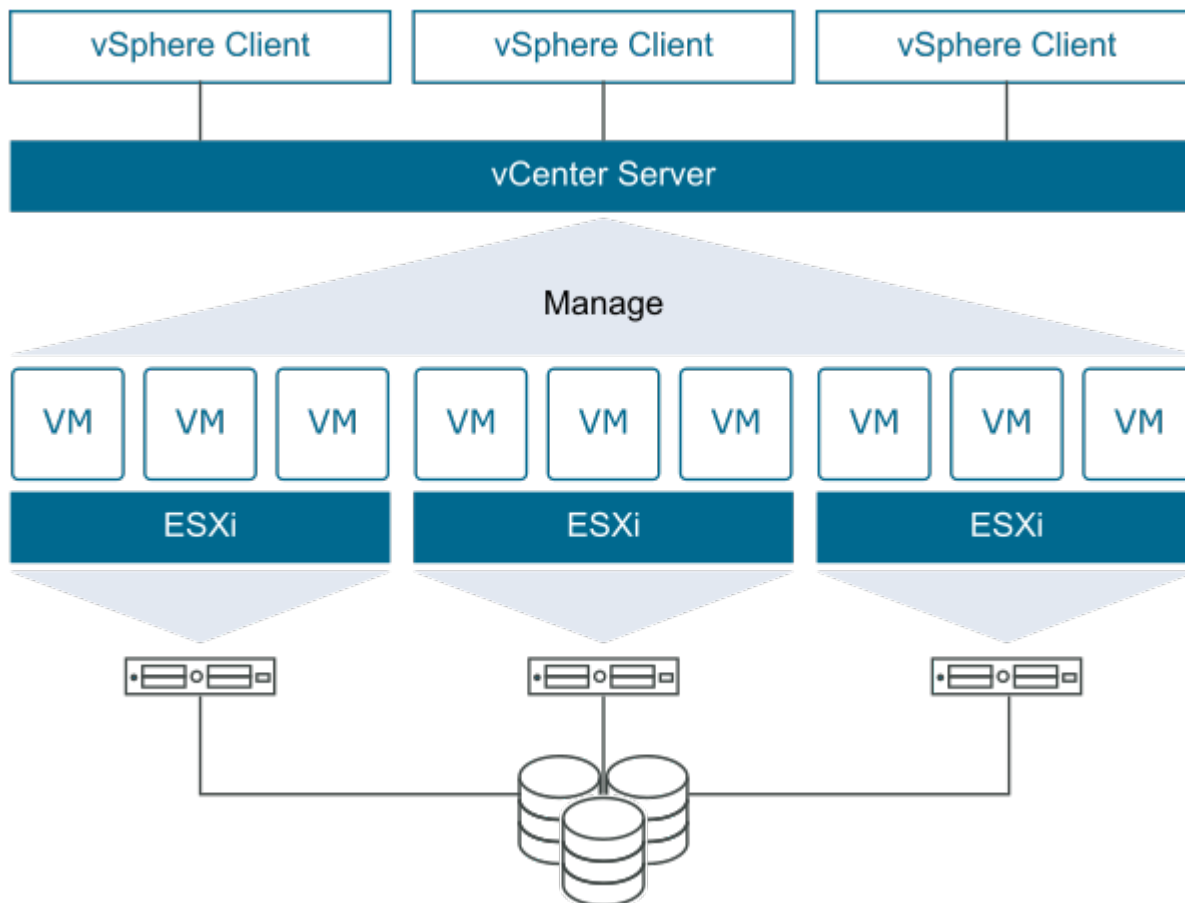 vSphere Client
vSphere Client
vSphere Client
vCenter Server
Manage
VM
VM
VM
VM
VM
VM
VM
VM
VM
ESXi
ESXi
ESXi